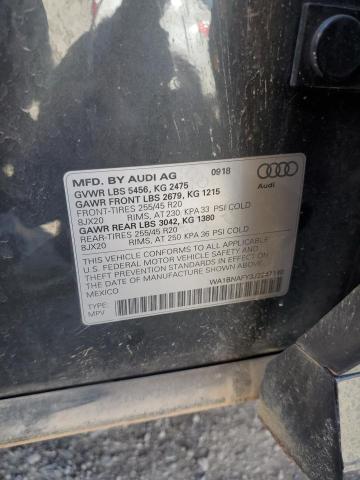 MFD. BY AUDI AG 0918
GVWR LBS 5456, KG 2475
GAWR FRONT LBS 2679, KG 1215
FRONT-TIRES 255/45 R20
8JX20 RIMS, AT 230 KPA 33 PSI COLD
GAWR REAR LBS 3042, KG 1380
REAR-TIRES 255/45 R20
8JX20 RIMS, AT 250 KPA 36 PSI COLD
Audi
THIS VEHICLE CONFORMS TO ALL APPLICABLE
U.S. FEDERAL MOTOR VEHICLE SAFETY AND
THEFT PREVENTION STANDARDS IN EFFECT ON
THE DATE OF MANUFACTURE SHOWN ABOVE
MEXICO
TYPE:
MPV